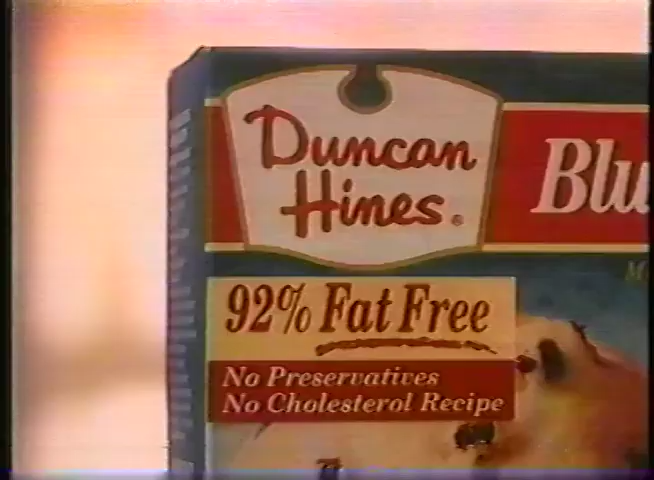 Duncan
Hines®
Blu
92% Fat Free
No Preservatives
No Cholesterol Recipe